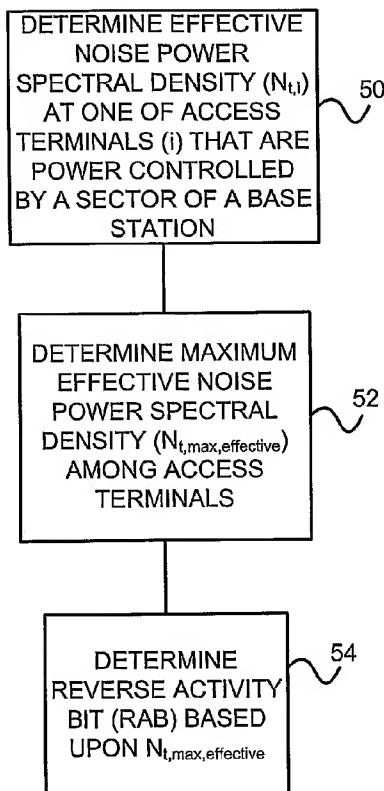 DETERMINE EFFECTIVE
NOISE POWER
SPECTRAL DENSITY (Nt,i)
AT ONE OF ACCESS
TERMINALS (i) THAT ARE
POWER CONTROLLED
BY A SECTOR OF A BASE
STATION
50
DETERMINE MAXIMUM
EFFECTIVE NOISE
POWER SPECTRAL
DENSITY (Nt,max,effective)
AMONG ACCESS
TERMINALS
52
DETERMINE
REVERSE ACTIVITY
BIT (RAB) BASED
UPON Nt,max,effective
54